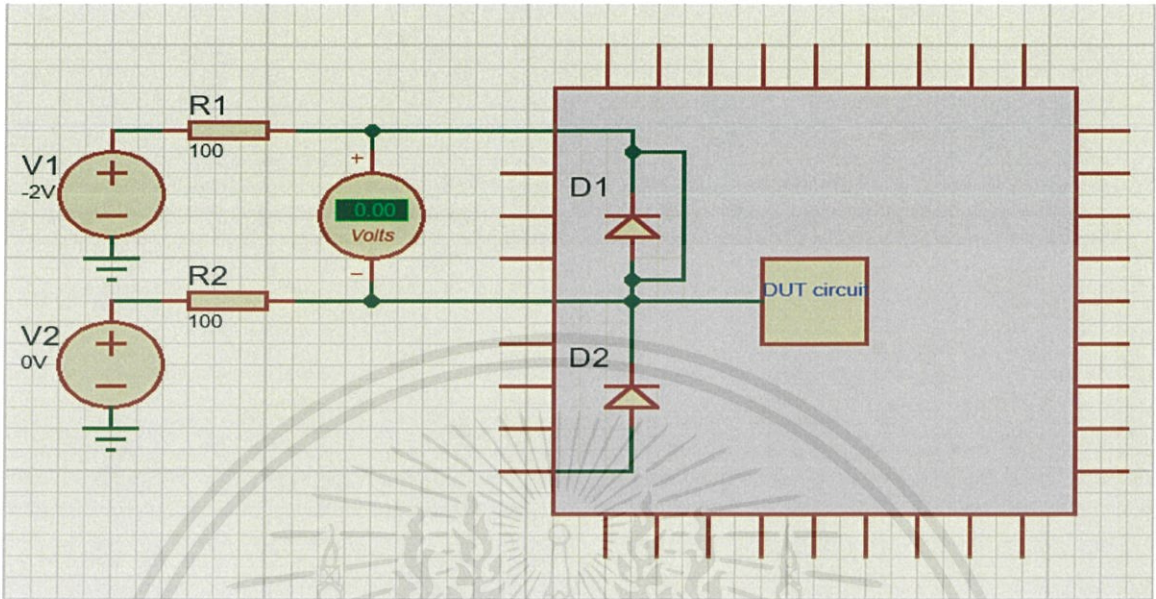 R1
100
V1
-2V
+
0.00
Volts
D1
R2
100
DUT circuit
V2
0V
D2